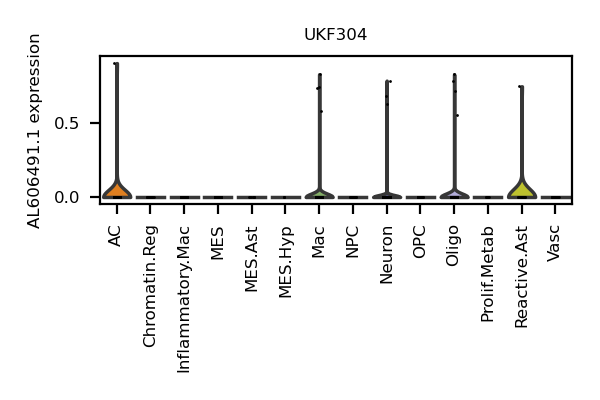 UKF304
AL606491.1 expression
0.5
0.0
AC
Chromatin.Reg
Inflammatory.Mac
MES
MES.Ast
MES.Hyp
Mac
NPC
Neuron
OPC
Oligo
Prolif.Metab
Reactive.Ast
Vasc